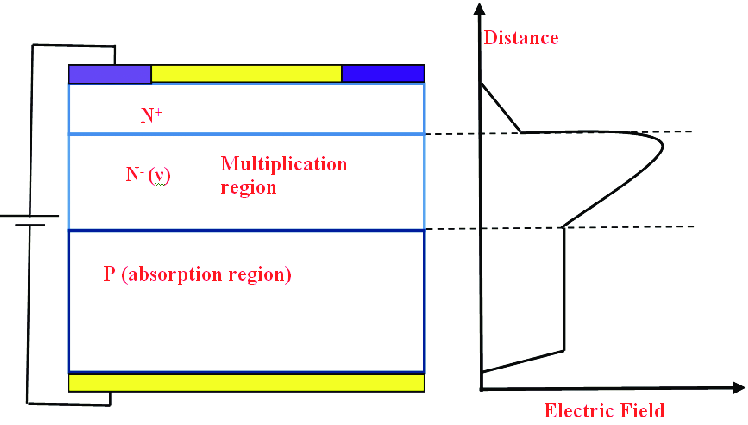 Distance
N⁺
N⁻ (ν)
Multiplication
region
P (absorption region)
Electric Field